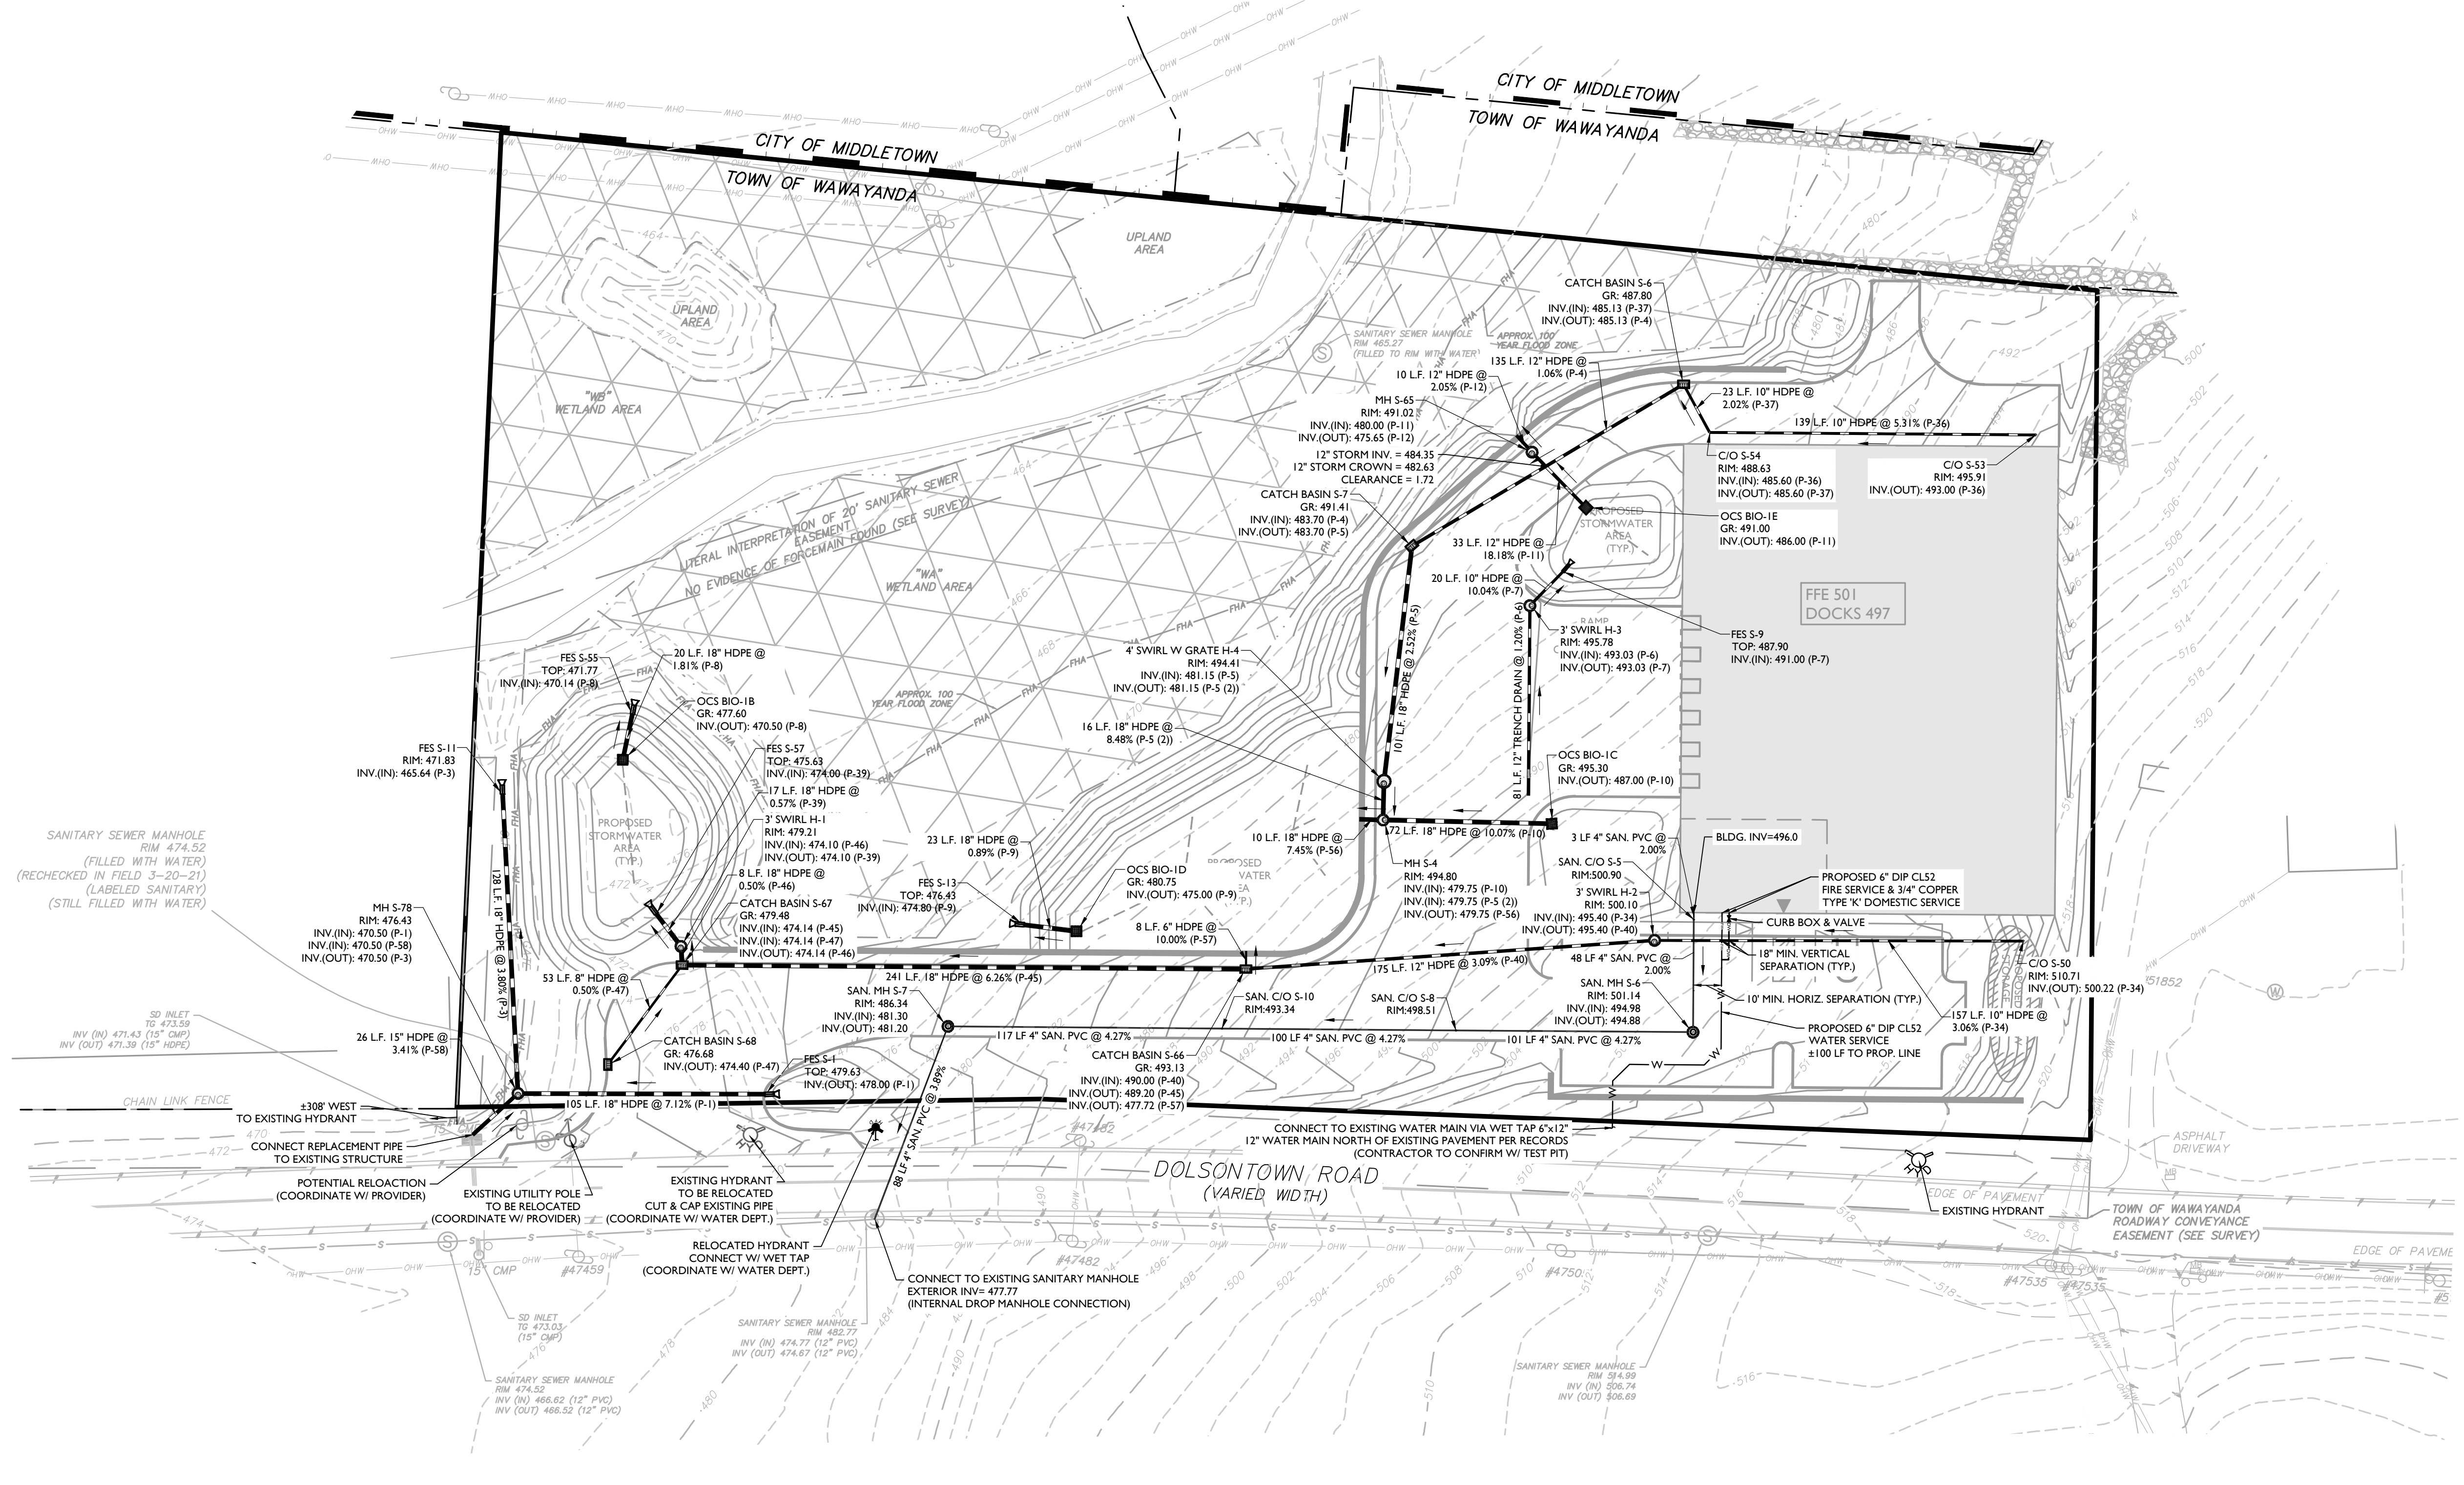 CITY OF MIDDLETOWN
TOWN OF WAWAYANDA
CITY OF MIDDLETOWN
TOWN OF WAWAYANDA
UPLAND
AREA
UPLAND
AREA
"WB"
WETLAND AREA
"WA"
WETLAND AREA
LITERAL INTERPRETATION OF 20' SANITARY SEWER
EASEMENT
NO EVIDENCE OF FORCEMAIN FOUND (SEE SURVEY)
SANITARY SEWER MANHOLE
RIM 465.27
(FILLED TO RIM WITH WATER)
APPROX. 100
YEAR FLOOD ZONE
CATCH BASIN S-6
GR: 487.80
INV.(IN): 485.13 (P-37)
INV.(OUT): 485.13 (P-4)
135 L.F. 12" HDPE @
1.06% (P-4)
10 L.F. 12" HDPE @
2.05% (P-12)
MH S-65
RIM: 491.02
INV.(IN): 480.00 (P-11)
INV.(OUT): 475.65 (P-12)
12" STORM INV. = 484.35
12" STORM CROWN = 482.63
CLEARANCE = 1.72
CATCH BASIN S-7
GR: 491.41
INV.(IN): 483.70 (P-4)
INV.(OUT): 483.70 (P-5)
23 L.F. 10" HDPE @
2.02% (P-37)
139 L.F. 10" HDPE @ 5.31% (P-36)
C/O S-54
RIM: 488.63
INV.(IN): 485.60 (P-36)
INV.(OUT): 485.60 (P-37)
C/O S-53
RIM: 495.91
INV.(OUT): 493.00 (P-36)
OCS BIO-1E
GR: 491.00
INV.(OUT): 486.00 (P-11)
PROPOSED
STORMWATER
AREA
(TYP.)
33 L.F. 12" HDPE @
18.18% (P-11)
20 L.F. 10" HDPE @
10.04% (P-7)
FFE 501
DOCKS 497
RAMP
3' SWIRL H-3
RIM: 495.78
INV.(IN): 493.03 (P-6)
INV.(OUT): 493.03 (P-7)
FES S-9
TOP: 487.90
INV.(IN): 491.00 (P-7)
81 L.F. 12" TRENCH DRAIN @ 1.20% (P-6)
101 L.F. 18" HDPE @ 2.52% (P-5)
4' SWIRL W GRATE H-4
RIM: 494.41
INV.(IN): 481.15 (P-5)
INV.(OUT): 481.15 (P-5 (2))
16 L.F. 18" HDPE @
8.48% (P-5 (2))
APPROX. 100
YEAR FLOOD ZONE
FES S-55
TOP: 471.77
INV.(IN): 470.14 (P-8)
20 L.F. 18" HDPE @
1.81% (P-8)
OCS BIO-1B
GR: 477.60
INV.(OUT): 470.50 (P-8)
FES S-11
RIM: 471.83
INV.(IN): 465.64 (P-3)
FES S-57
TOP: 475.63
INV.(IN): 474.00 (P-39)
17 L.F. 18" HDPE @
0.57% (P-39)
3' SWIRL H-1
RIM: 479.21
INV.(IN): 474.10 (P-46)
INV.(OUT): 474.10 (P-39)
8 L.F. 18" HDPE @
0.50% (P-46)
CATCH BASIN S-67
GR: 479.48
INV.(IN): 474.14 (P-45)
INV.(IN): 474.14 (P-47)
INV.(OUT): 474.14 (P-46)
PROPOSED
STORMWATER
AREA
(TYP.)
SANITARY SEWER MANHOLE
RIM 474.52
(FILLED WITH WATER)
(RECHECKED IN FIELD 3-20-21)
(LABELED SANITARY)
(STILL FILLED WITH WATER)
128 L.F. 18" HDPE @ 3.80% (P-3)
MH S-78
RIM: 476.43
INV.(IN): 470.50 (P-1)
INV.(IN): 470.50 (P-58)
INV.(OUT): 470.50 (P-3)
23 L.F. 18" HDPE @
0.89% (P-9)
FES S-13
TOP: 476.43
INV.(IN): 474.80 (P-9)
OCS BIO-1D
GR: 480.75
INV.(OUT): 475.00 (P-9)
OCS BIO-1C
GR: 495.30
INV.(OUT): 487.00 (P-10)
10 L.F. 18" HDPE @
7.45% (P-56)
72 L.F. 18" HDPE @ 10.07% (P-10)
MH S-4
RIM: 494.80
INV.(IN): 479.75 (P-10)
INV.(IN): 479.75 (P-5 (2))
INV.(OUT): 479.75 (P-56)
8 L.F. 6" HDPE @
10.00% (P-57)
3 LF 4" SAN. PVC @
2.00%
BLDG. INV=496.0
SAN. C/O S-5
RIM:500.90
3' SWIRL H-2
RIM: 500.10
INV.(IN): 495.40 (P-34)
INV.(OUT): 495.40 (P-40)
PROPOSED 6" DIP CL52
FIRE SERVICE & 3/4" COPPER
TYPE 'K' DOMESTIC SERVICE
CURB BOX & VALVE
18" MIN. VERTICAL
SEPARATION (TYP.)
10' MIN. HORIZ. SEPARATION (TYP.)
48 LF 4" SAN. PVC @
2.00%
SAN. MH S-6
RIM: 501.14
INV.(IN): 494.98
INV.(OUT): 494.88
C/O S-50
RIM: 510.71
INV.(OUT): 500.22 (P-34)
157 L.F. 10" HDPE @
3.06% (P-34)
PROPOSED 6" DIP CL52
WATER SERVICE
±100 LF TO PROP. LINE
53 L.F. 8" HDPE @
0.50% (P-47)
241 L.F. 18" HDPE @ 6.26% (P-45)
175 L.F. 12" HDPE @ 3.09% (P-40)
SAN. MH S-7
RIM: 486.34
INV.(IN): 481.30
INV.(OUT): 481.20
SAN. C/O S-10
RIM:493.34
SAN. C/O S-8
RIM:498.51
117 LF 4" SAN. PVC @ 4.27%
100 LF 4" SAN. PVC @ 4.27%
101 LF 4" SAN. PVC @ 4.27%
SD INLET
TG 473.59
INV (IN) 471.43 (15" CMP)
INV (OUT) 471.39 (15" HDPE)
26 L.F. 15" HDPE @
3.41% (P-58)
CATCH BASIN S-68
GR: 476.68
INV.(OUT): 474.40 (P-47)
FES S-1
TOP: 479.63
INV.(OUT): 478.00 (P-1)
105 L.F. 18" HDPE @ 7.12% (P-1)
CATCH BASIN S-66
GR: 493.13
INV.(IN): 490.00 (P-40)
INV.(OUT): 489.20 (P-45)
INV.(OUT): 477.72 (P-57)
88 LF 4" SAN. PVC @ 3.89%
CHAIN LINK FENCE
±308' WEST
TO EXISTING HYDRANT
15" CMP
CONNECT REPLACEMENT PIPE
TO EXISTING STRUCTURE
POTENTIAL RELOACTION
(COORDINATE W/ PROVIDER)
EXISTING UTILITY POLE
TO BE RELOCATED
(COORDINATE W/ PROVIDER)
EXISTING HYDRANT
TO BE RELOCATED
CUT & CAP EXISTING PIPE
(COORDINATE W/ WATER DEPT.)
RELOCATED HYDRANT
CONNECT W/ WET TAP
(COORDINATE W/ WATER DEPT.)
CONNECT TO EXISTING SANITARY MANHOLE
EXTERIOR INV= 477.77
(INTERNAL DROP MANHOLE CONNECTION)
CONNECT TO EXISTING WATER MAIN VIA WET TAP 6"x12"
12" WATER MAIN NORTH OF EXISTING PAVEMENT PER RECORDS
(CONTRACTOR TO CONFIRM W/ TEST PIT)
DOLSONTOWN ROAD
(VARIED WIDTH)
EXISTING HYDRANT
ASPHALT
DRIVEWAY
EDGE OF PAVEMENT
TOWN OF WAWAYANDA
ROADWAY CONVEYANCE
EASEMENT (SEE SURVEY)
15" CMP
#47459
#47482
#47482
#47535
#47535
SD INLET
TG 473.03
(15" CMP)
SANITARY SEWER MANHOLE
RIM 482.77
INV (IN) 474.77 (12" PVC)
INV (OUT) 474.67 (12" PVC)
SANITARY SEWER MANHOLE
RIM 474.52
INV (IN) 466.62 (12" PVC)
INV (OUT) 466.52 (12" PVC)
SANITARY SEWER MANHOLE
RIM 514.99
INV (IN) 506.74
INV (OUT) 506.69